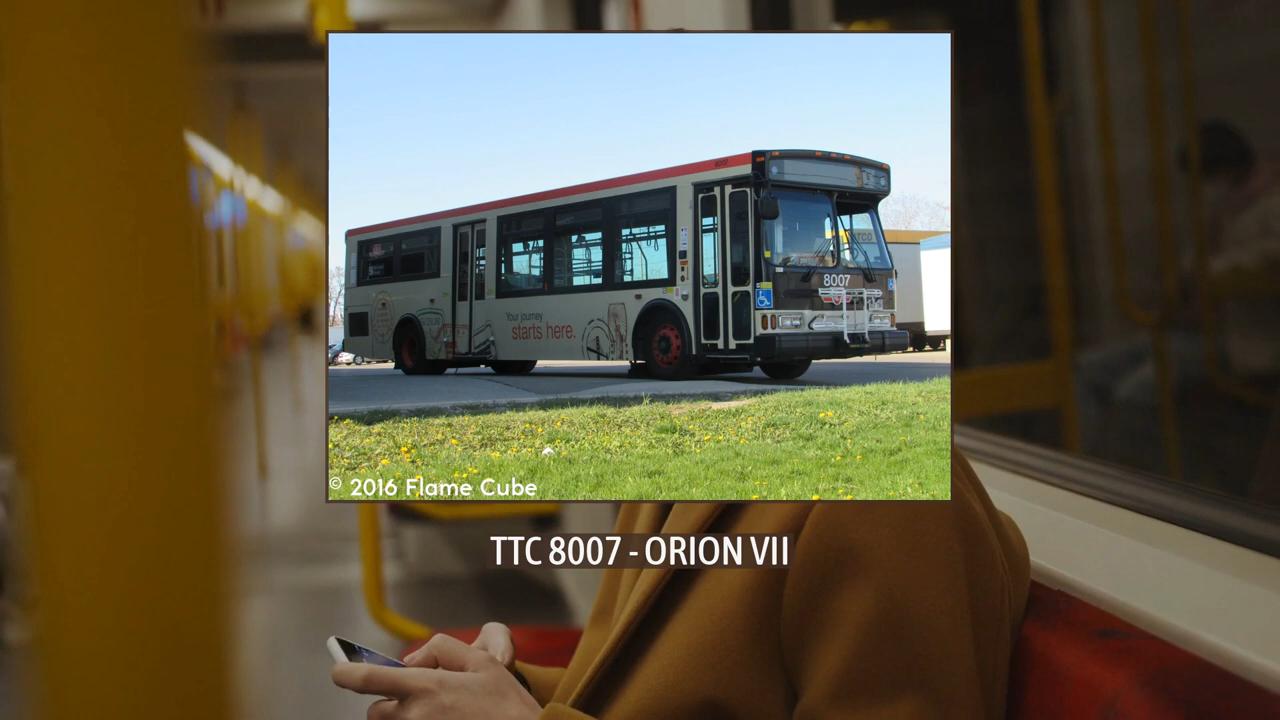 8007
Your journey
starts here.
© 2016 Flame Cube
TTC 8007 - ORION VII